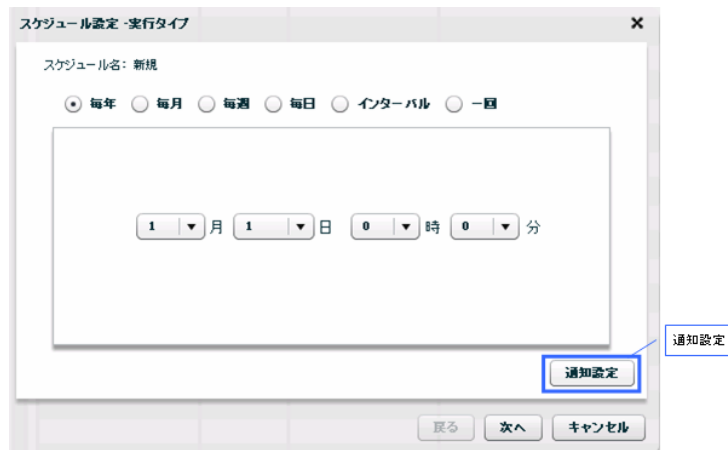 スケジュール設定 -実行タイプ
スケジュール名: 新規
毎年 毎月 毎週 毎日 インターバル 一回
1 月 1 日 0 時 0 分
通知設定
通知設定
戻る 次へ キャンセル